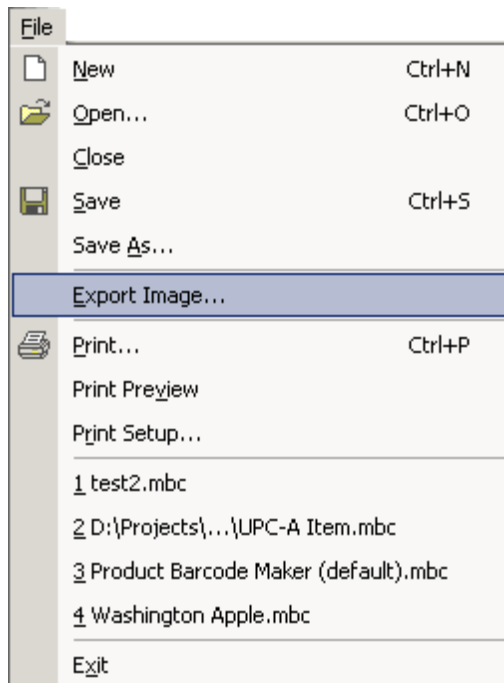 File
New Ctrl+N
Open... Ctrl+O
Close
Save Ctrl+S
Save As...
Export Image...
Print... Ctrl+P
Print Preview
Print Setup...
1 test2.mbc
2 D:\Projects\...\UPC-A Item.mbc
3 Product Barcode Maker (default).mbc
4 Washington Apple.mbc
Exit